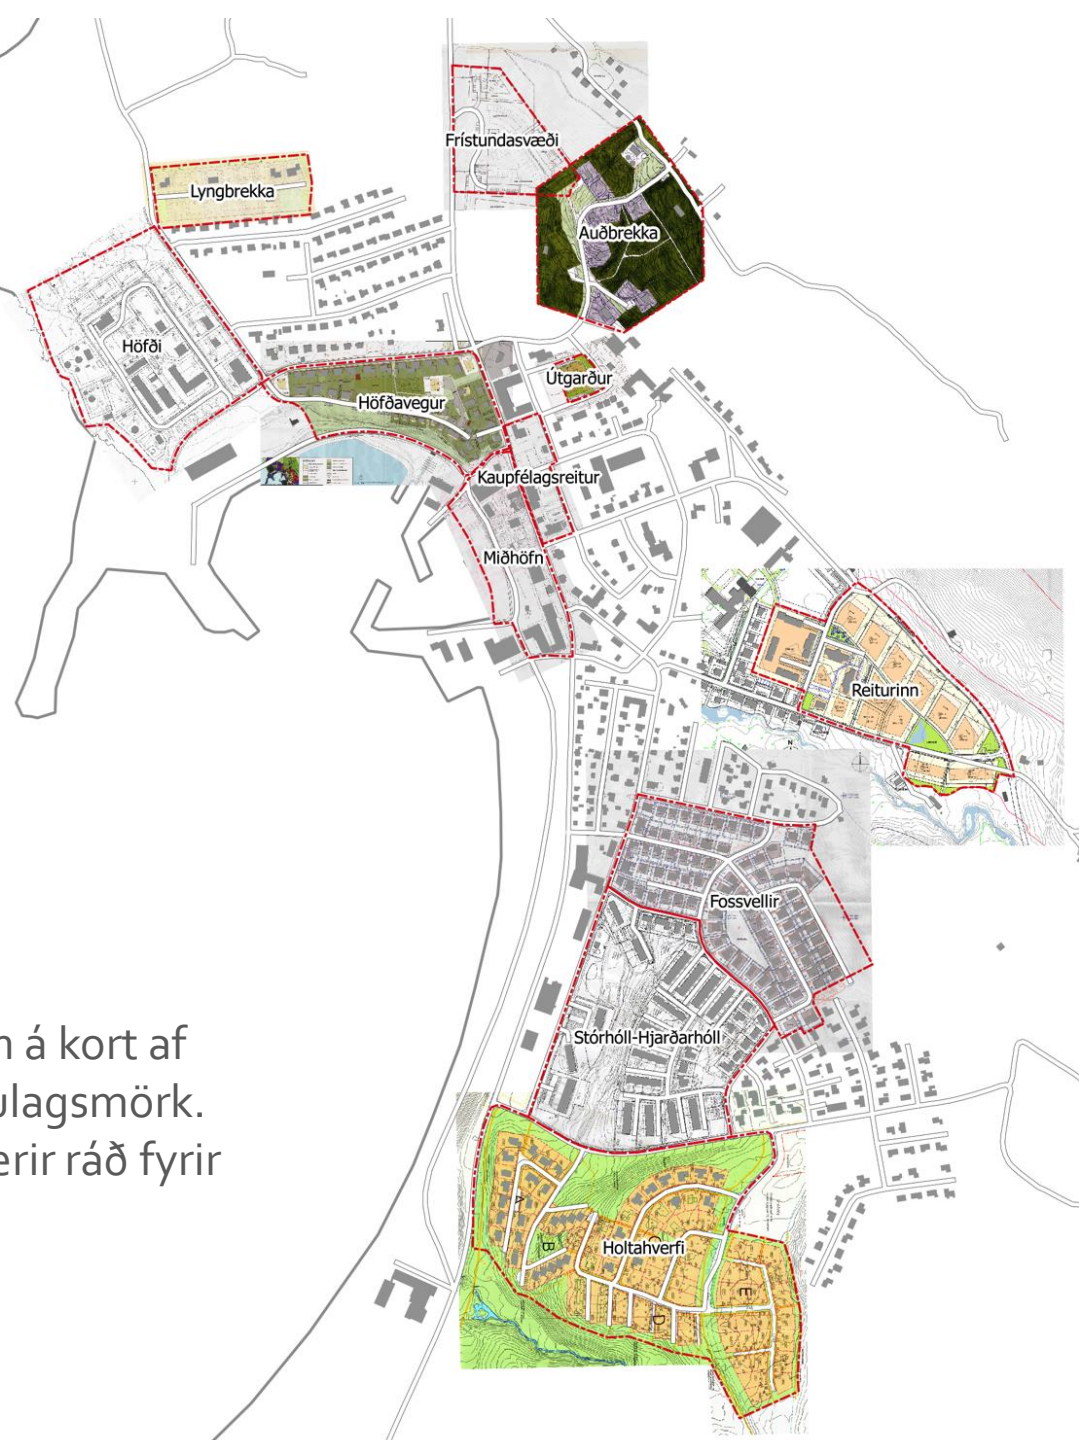 Frístundasvæði
Lyngbrekka
Auðbrekka
Höfði
Útgarður
Höfðavegur
Kaupfélagsreitur
Miðhöfn
Reiturinn
N
Fossvellir
Stórhóll-Hjarðarhóll
á kort af
ulagsmörk.
erir ráð fyrir
A
B
C
Holtahverfi
E
D